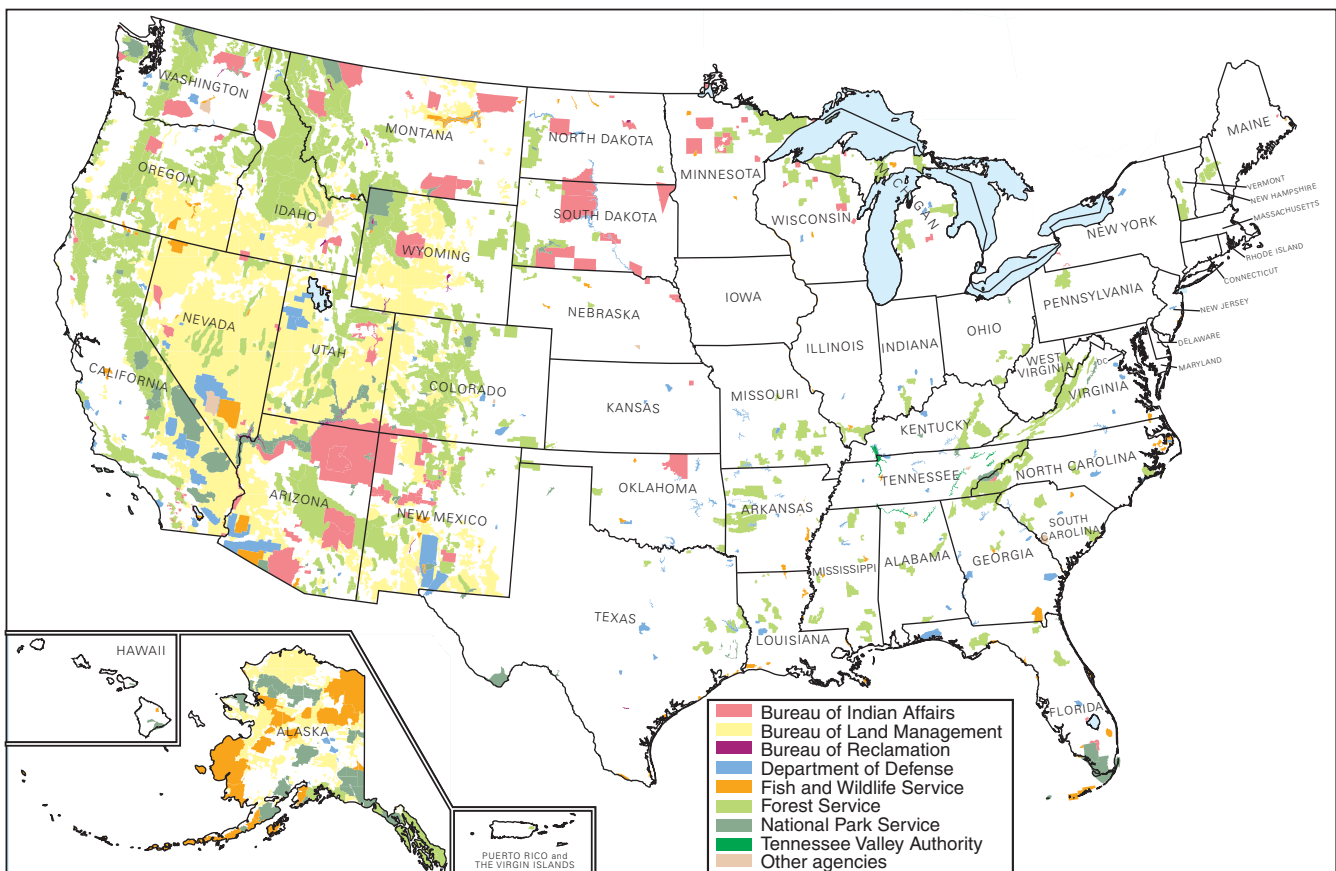 WASHINGTON
MONTANA
NORTH DAKOTA
MINNESOTA
MAINE
OREGON
IDAHO
SOUTH DAKOTA
WISCONSIN
MICHIGAN
VERMONT
NEW HAMPSHIRE
MASSACHUSETTS
NEW YORK
RHODE ISLAND
CONNECTICUT
WYOMING
NEBRASKA
IOWA
PENNSYLVANIA
NEW JERSEY
NEVADA
UTAH
COLORADO
ILLINOIS
INDIANA
OHIO
DELAWARE
MARYLAND
DC
WEST
VIRGINIA
VIRGINIA
CALIFORNIA
KANSAS
MISSOURI
KENTUCKY
ARIZONA
NEW MEXICO
OKLAHOMA
ARKANSAS
TENNESSEE
NORTH CAROLINA
SOUTH
CAROLINA
MISSISSIPPI
ALABAMA
GEORGIA
TEXAS
LOUISIANA
FLORIDA
HAWAII
ALASKA
PUERTO RICO and
THE VIRGIN ISLANDS
Bureau of Indian Affairs
Bureau of Land Management
Bureau of Reclamation
Department of Defense
Fish and Wildlife Service
Forest Service
National Park Service
Tennessee Valley Authority
Other agencies